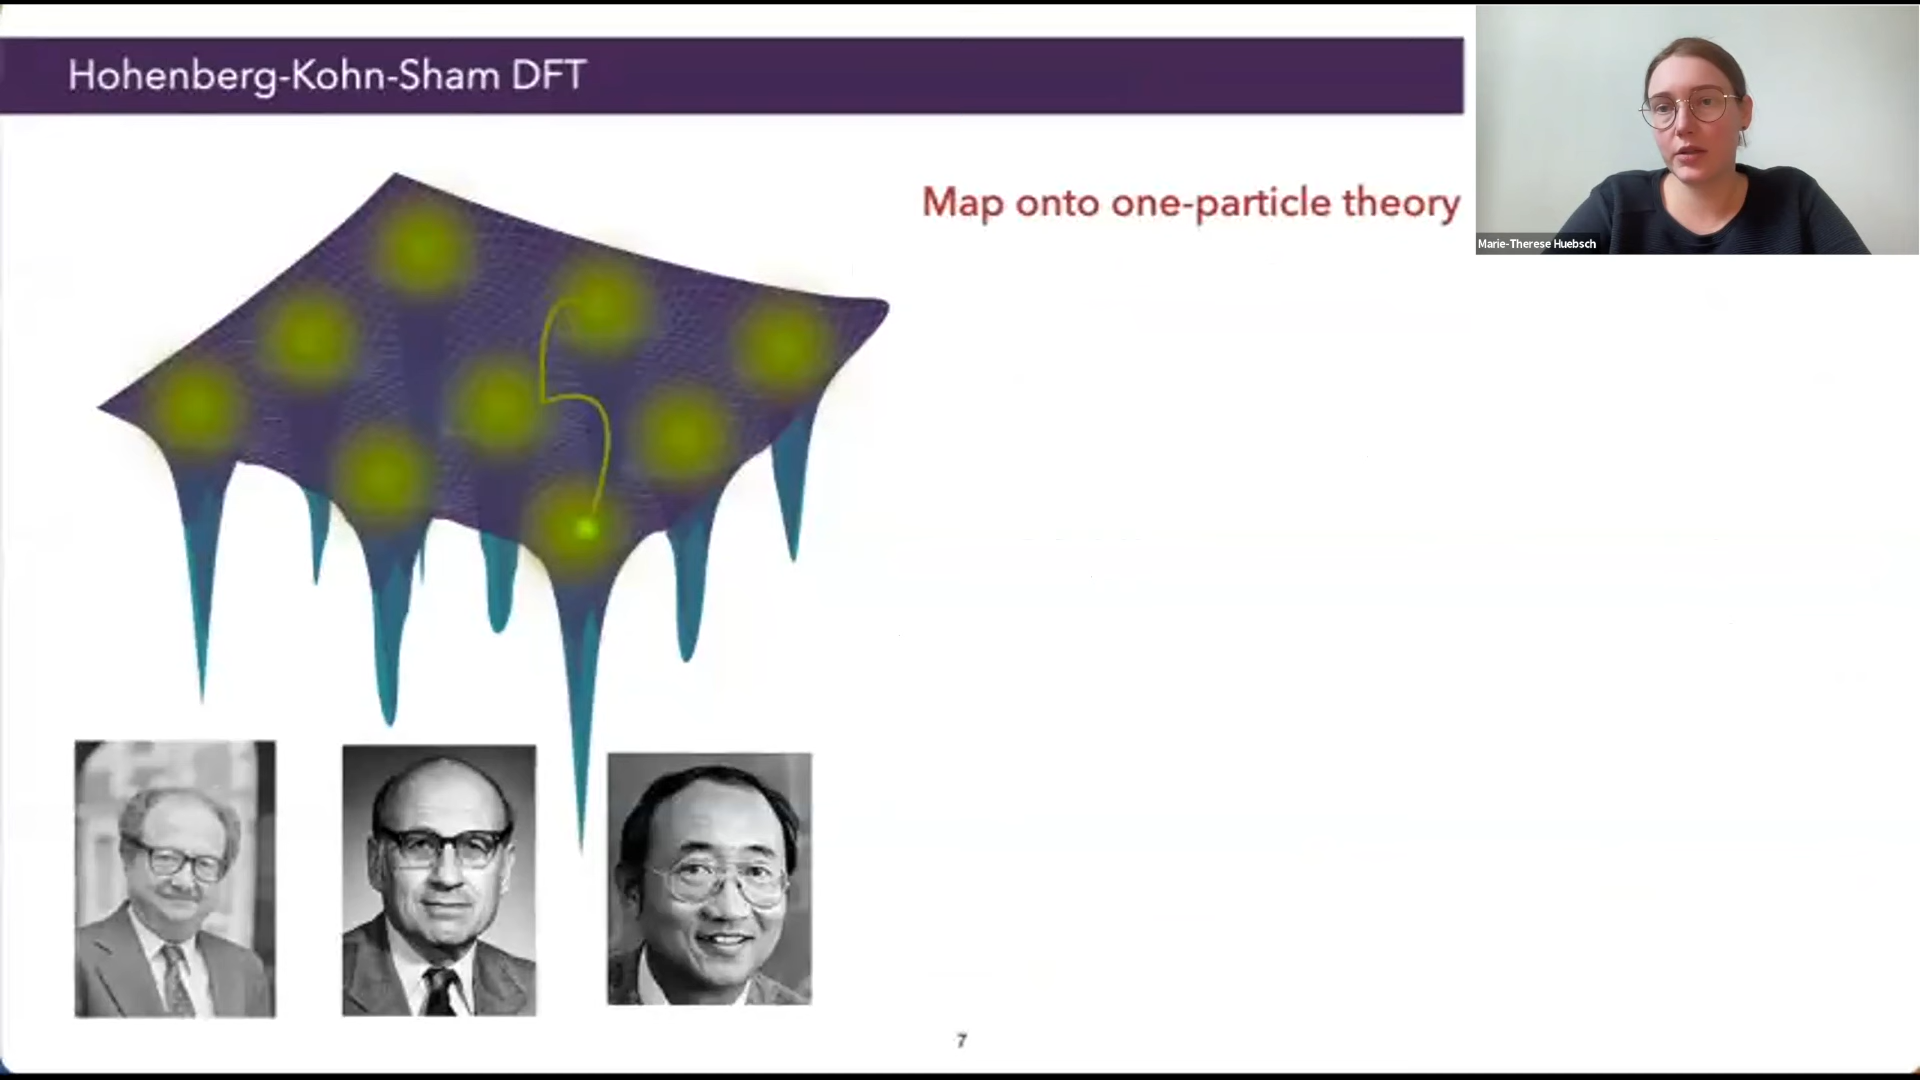 Hohenberg-Kohn-Sham DFT
Map onto one-particle theory
Marie-Therese Huebsch
7